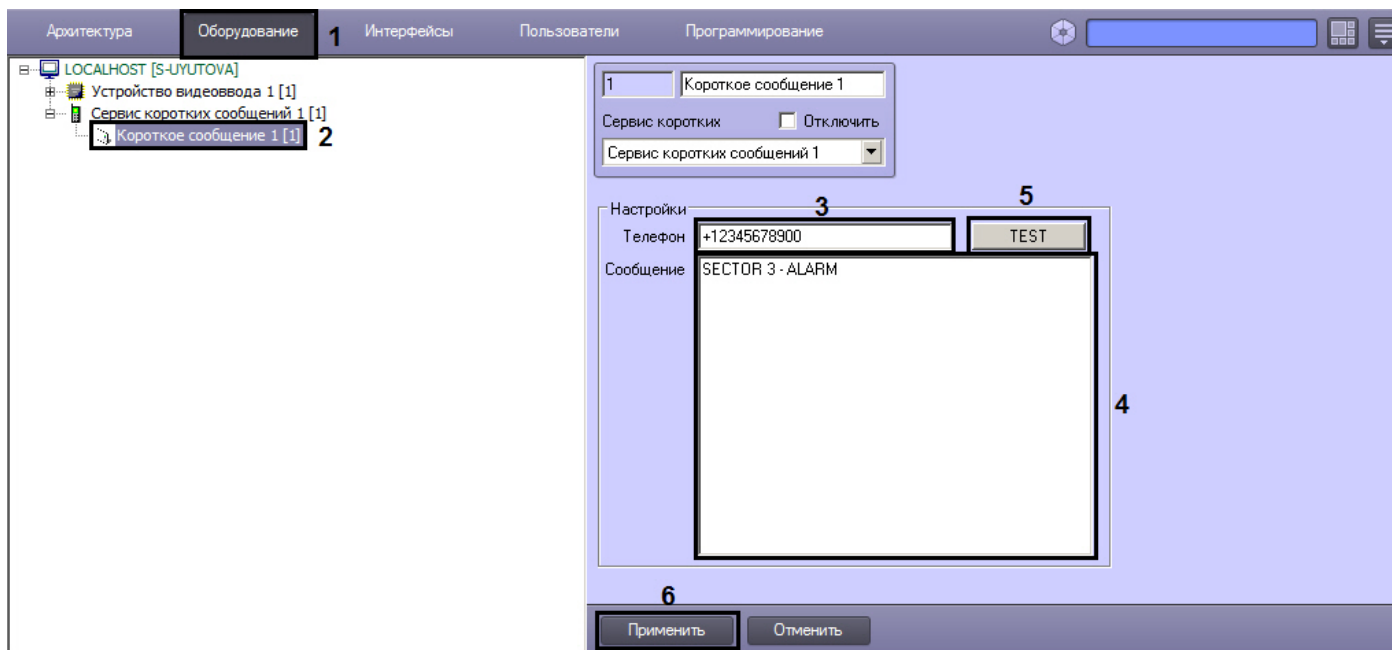 Архитектура Оборудование 1 Интерфейсы Пользователи Программирование
LOCALHOST [S-UYUTOVA]
Устройство видеоввода 1 [1]
Сервис коротких сообщений 1 [1]
Короткое сообщение 1 [1] 2
1 Короткое сообщение 1
Сервис коротких Отключить
Сервис коротких сообщений 1
Настройки 3 5
Телефон +12345678900 TEST
Сообщение SECTOR 3 - ALARM
4
6
Применить Отменить